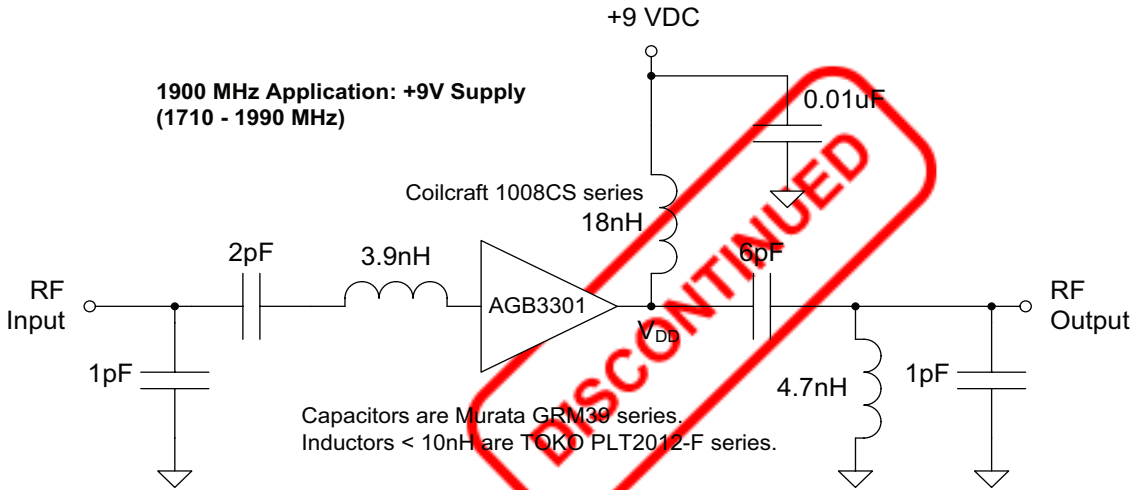 +9 VDC
1900 MHz Application: +9V Supply
(1710 - 1990 MHz)
0.01uF
Coilcraft 1008CS series
18nH
2pF
3.9nH
6pF
RF
Input
AGB3301
VDD
RF
Output
1pF
4.7nH
1pF
Capacitors are Murata GRM39 series.
Inductors < 10nH are TOKO PLT2012-F series.
DISCONTINUED